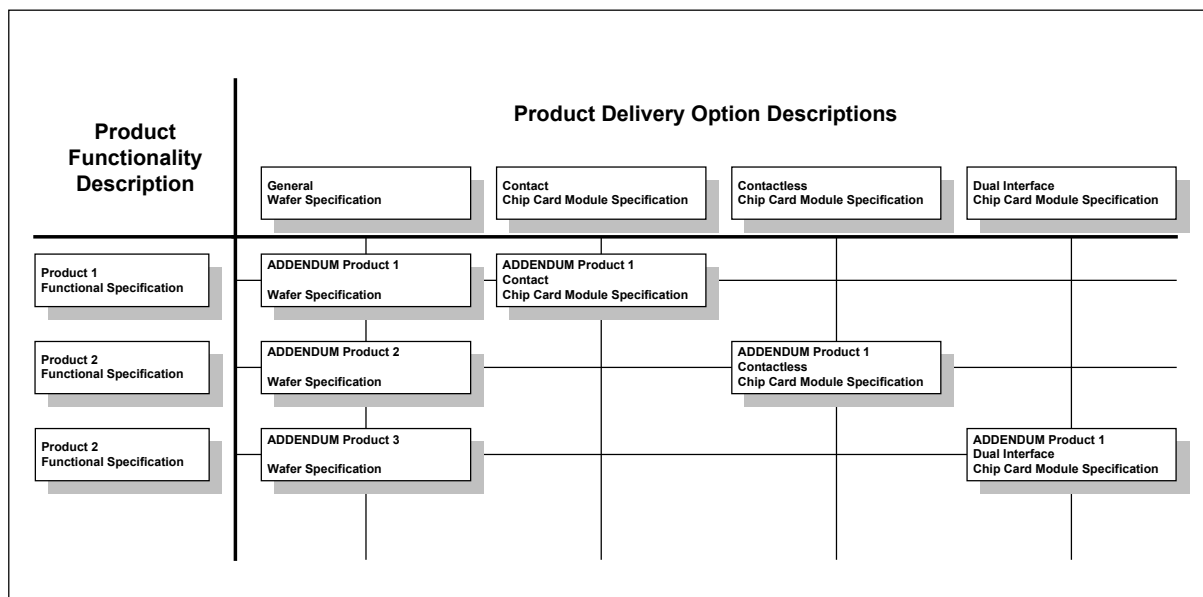 Product
Functionality
Description
Product Delivery Option Descriptions
General
Wafer Specification
Contact
Chip Card Module Specification
Contactless
Chip Card Module Specification
Dual Interface
Chip Card Module Specification
Product 1
Functional Specification
ADDENDUM Product 1
Wafer Specification
ADDENDUM Product 1
Contact
Chip Card Module Specification
Product 2
Functional Specification
ADDENDUM Product 2
Wafer Specification
ADDENDUM Product 1
Contactless
Chip Card Module Specification
Product 2
Functional Specification
ADDENDUM Product 3
Wafer Specification
ADDENDUM Product 1
Dual Interface
Chip Card Module Specification